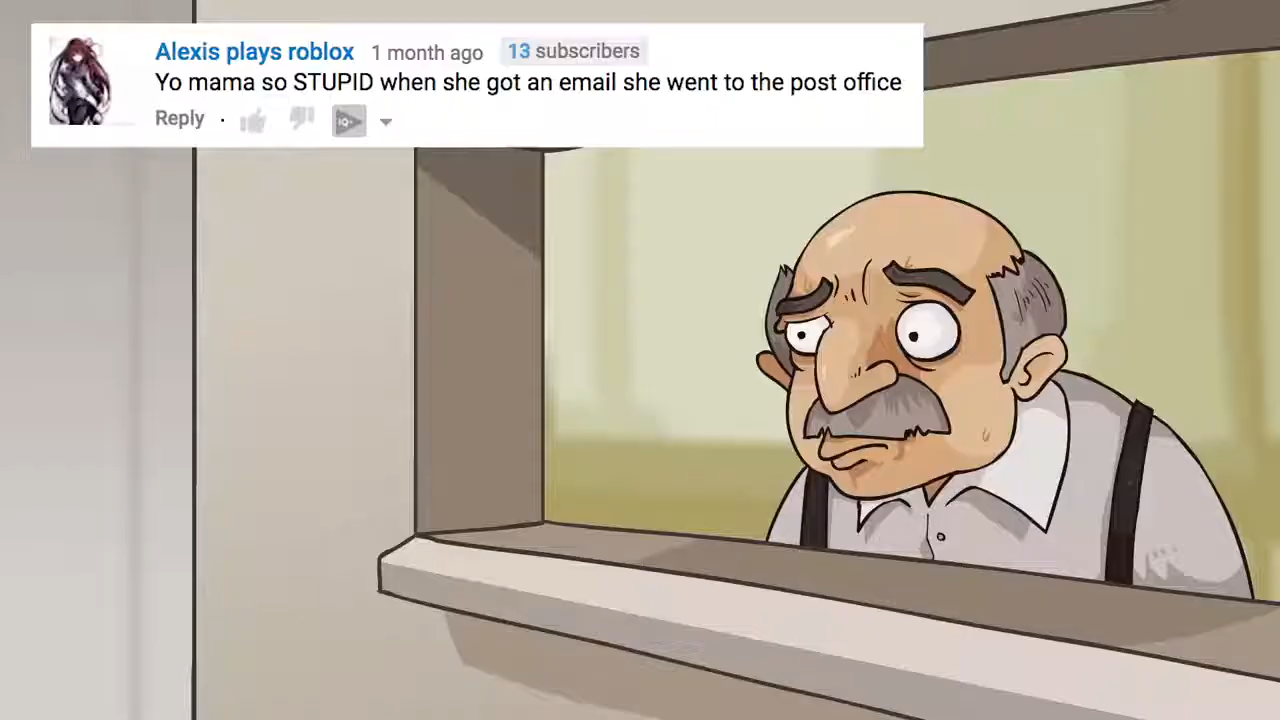 Alexis plays roblox 1 month ago 13 subscribers
Yo mama so STUPID when she got an email she went to the post office
Reply ·